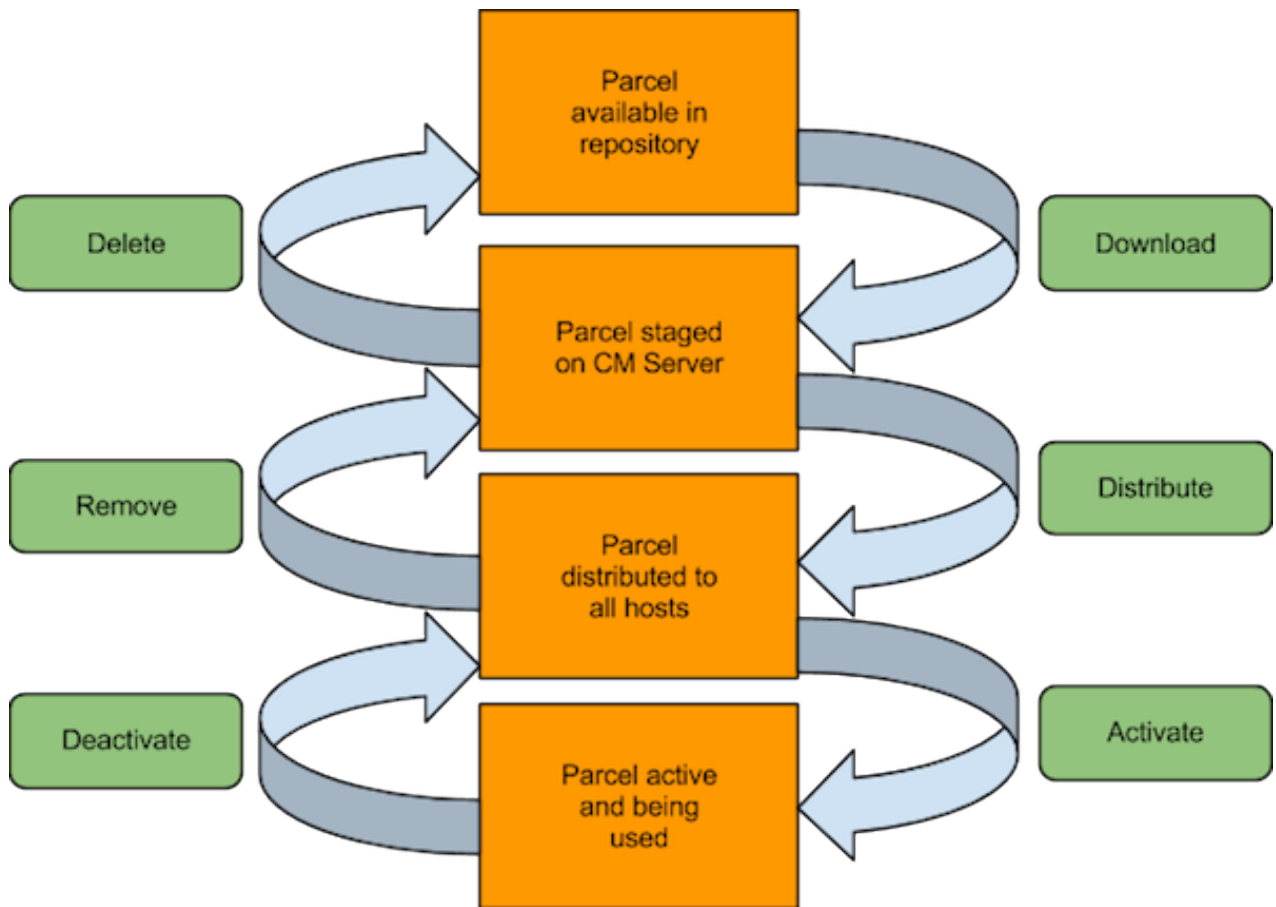 Parcel
available in
repository
Delete
Download
Parcel staged
on CM Server
Remove
Distribute
Parcel
distributed to
all hosts
Deactivate
Activate
Parcel active
and being
used